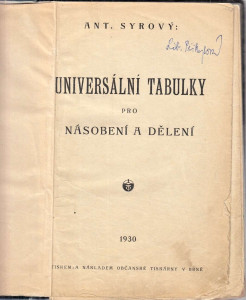 ANT. SYROVÝ:
UNIVERSÁLNÍ TABULKY
PRO
NÁSOBENÍ A DĚLENÍ
1930
TISKEM A NÁKLADEM OBČANSKÉ TISKÁRNY V BRNĚ